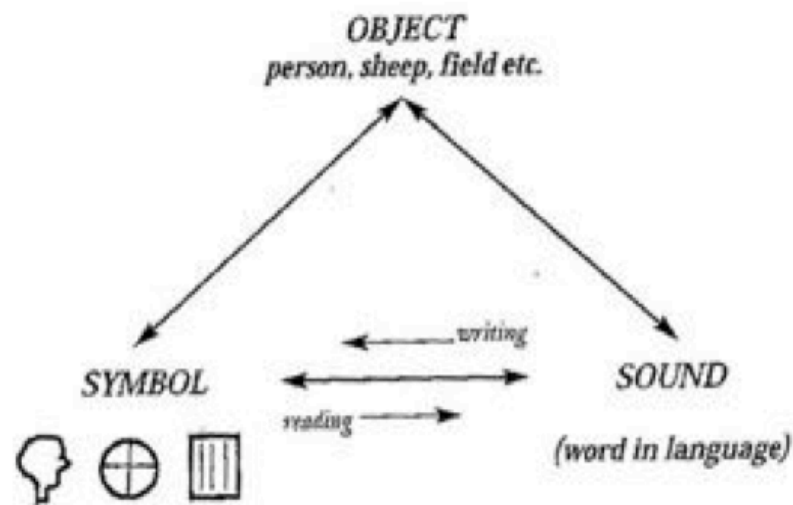 OBJECT
person, sheep, field etc.
writing
SYMBOL
SOUND
reading
(word in language)